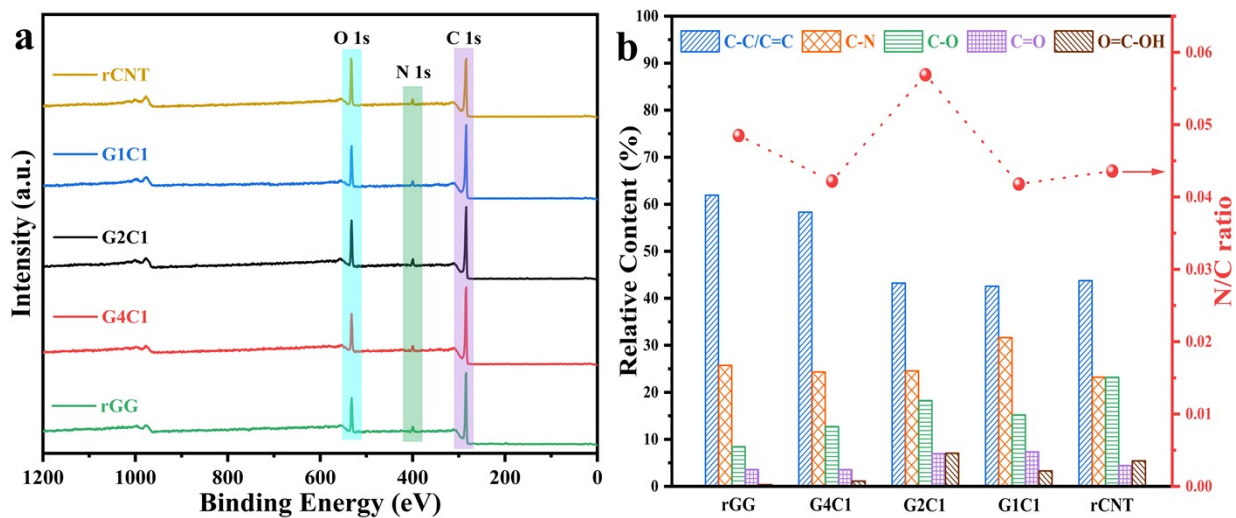 a
O 1s
C 1s
N 1s
rCNT
G1C1
G2C1
G4C1
rGG
Intensity (a.u.)
1200 1000 800 600 400 200 0
Binding Energy (eV)
b
C-C/C=C C-N C-O C=O O=C-OH
100
90
80
70
60
50
40
30
20
10
0
Relative Content (%)
0.06
0.05
0.04
0.03
0.02
0.01
0.00
N/C ratio
rGG G4C1 G2C1 G1C1 rCNT